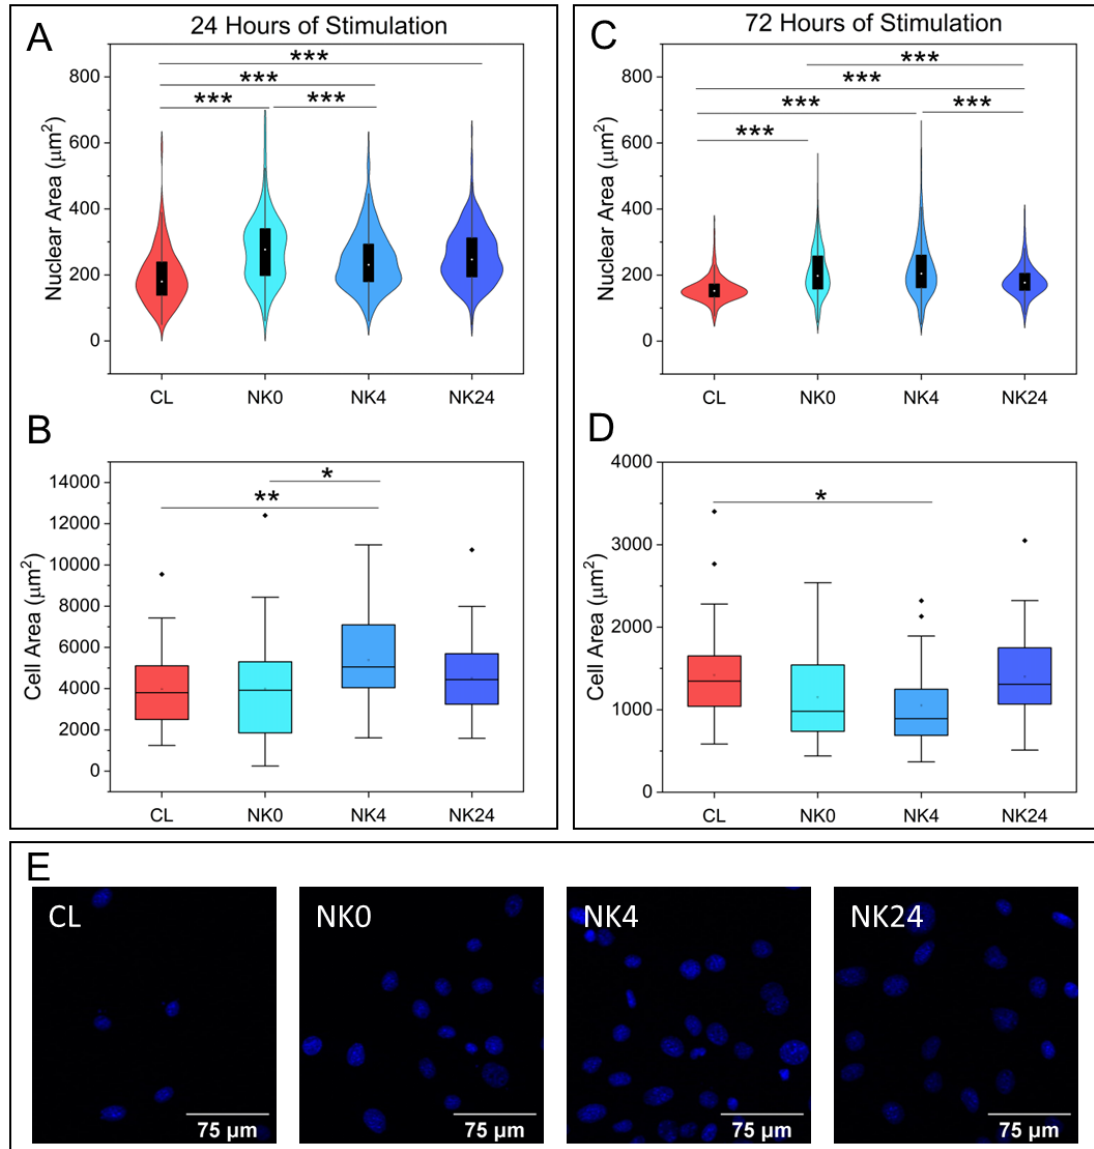 A
24 Hours of Stimulation
Nuclear Area (μm²)
800
600
400
200
0
***
***
***
***
CL
NK0
NK4
NK24
B
Cell Area (μm²)
14000
12000
10000
8000
6000
4000
2000
0
*
**
CL
NK0
NK4
NK24
C
72 Hours of Stimulation
Nuclear Area (μm²)
800
600
400
200
0
***
***
***
***
***
CL
NK0
NK4
NK24
D
Cell Area (μm²)
4000
3000
2000
1000
0
*
CL
NK0
NK4
NK24
E
CL
75 μm
NK0
75 μm
NK4
75 μm
NK24
75 μm